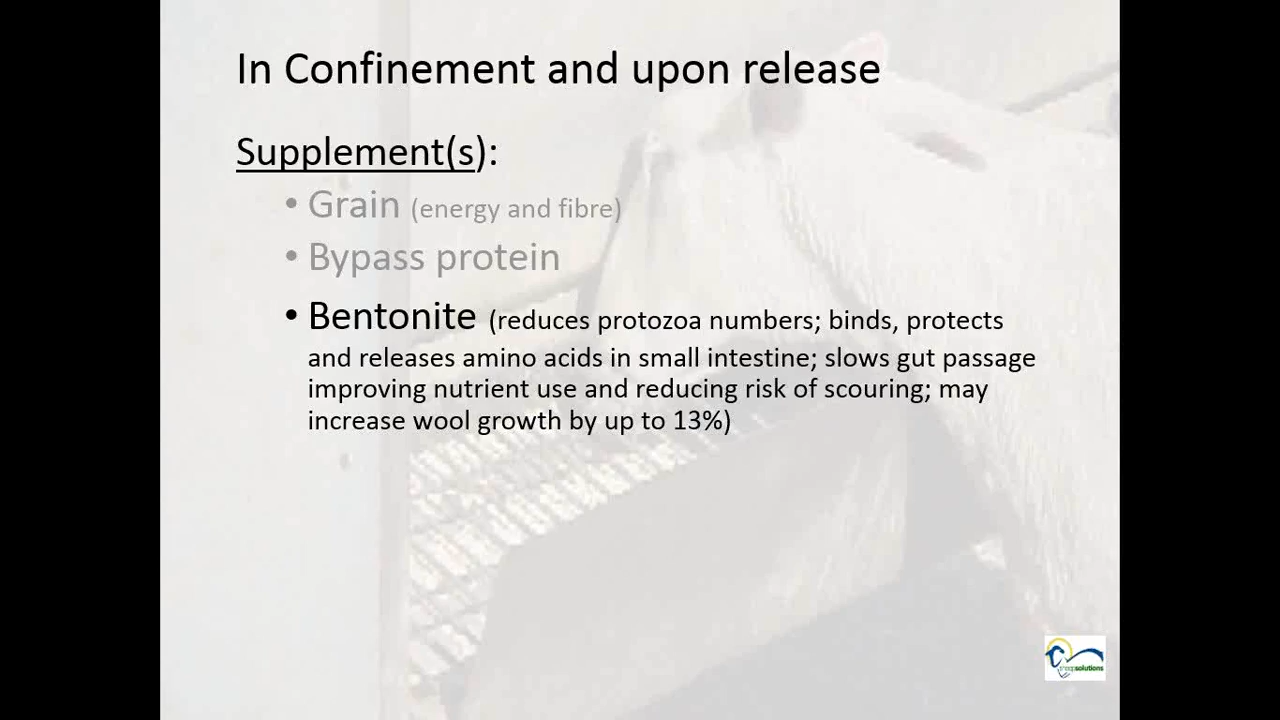 In Confinement and upon release
Supplement(s):
• Grain (energy and fibre)
• Bypass protein
• Bentonite (reduces protozoa numbers; binds, protects
and releases amino acids in small intestine; slows gut passage
improving nutrient use and reducing risk of scouring; may
increase wool growth by up to 13%)